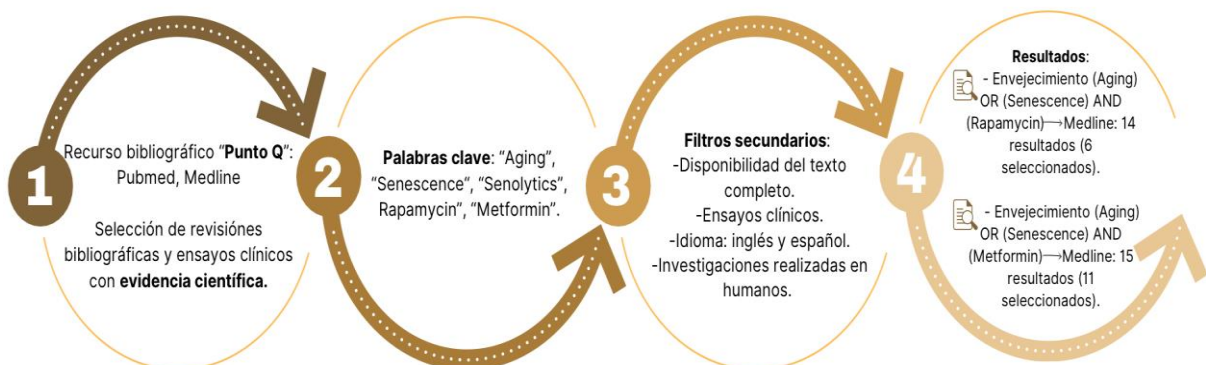 1
Recurso bibliográfico “Punto Q”:
Pubmed, Medline
Selección de revisiónes
bibliográficas y ensayos clínicos
con evidencia científica.
2
Palabras clave: “Aging”,
“Senescence”, “Senolytics”,
Rapamycin”, “Metformin”.
3
Filtros secundarios:
-Disponibilidad del texto
completo.
-Ensayos clínicos.
-Idioma: inglés y español.
-Investigaciones realizadas en
humanos.
4
Resultados:
- Envejecimiento (Aging)
OR (Senescence) AND
(Rapamycin)→Medline: 14
resultados (6
seleccionados).
- Envejecimiento (Aging)
OR (Senescence) AND
(Metformin)→Medline: 15
resultados (11
seleccionados).